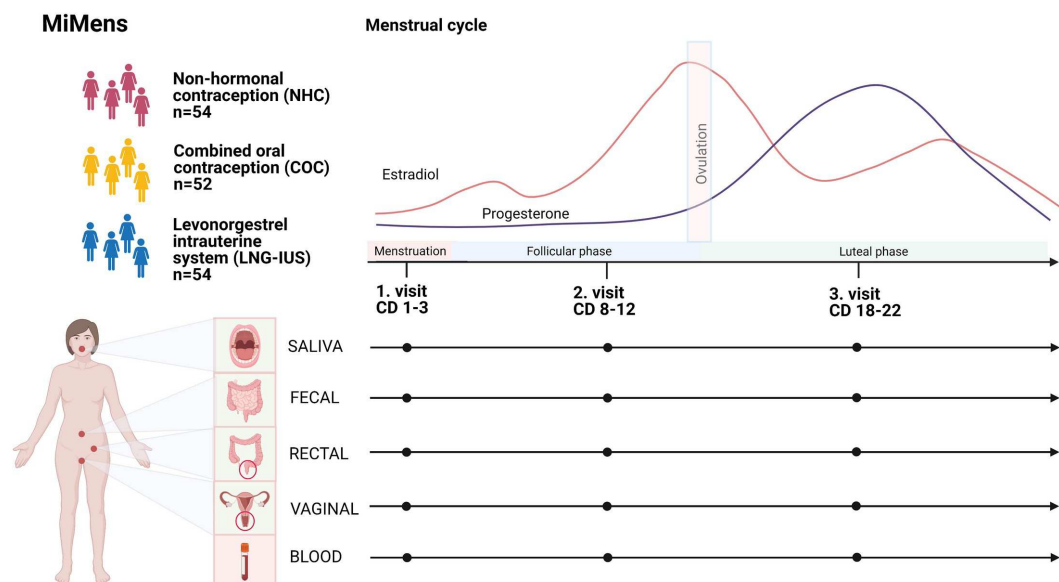 MiMens
Non-hormonal
contraception (NHC)
n=54
Combined oral
contraception (COC)
n=52
Levonorgestrel
intrauterine
system (LNG-IUS)
n=54
Menstrual cycle
Estradiol
Progesterone
Ovulation
Menstruation
Follicular phase
Luteal phase
1. visit
CD 1-3
2. visit
CD 8-12
3. visit
CD 18-22
SALIVA
FECAL
RECTAL
VAGINAL
BLOOD